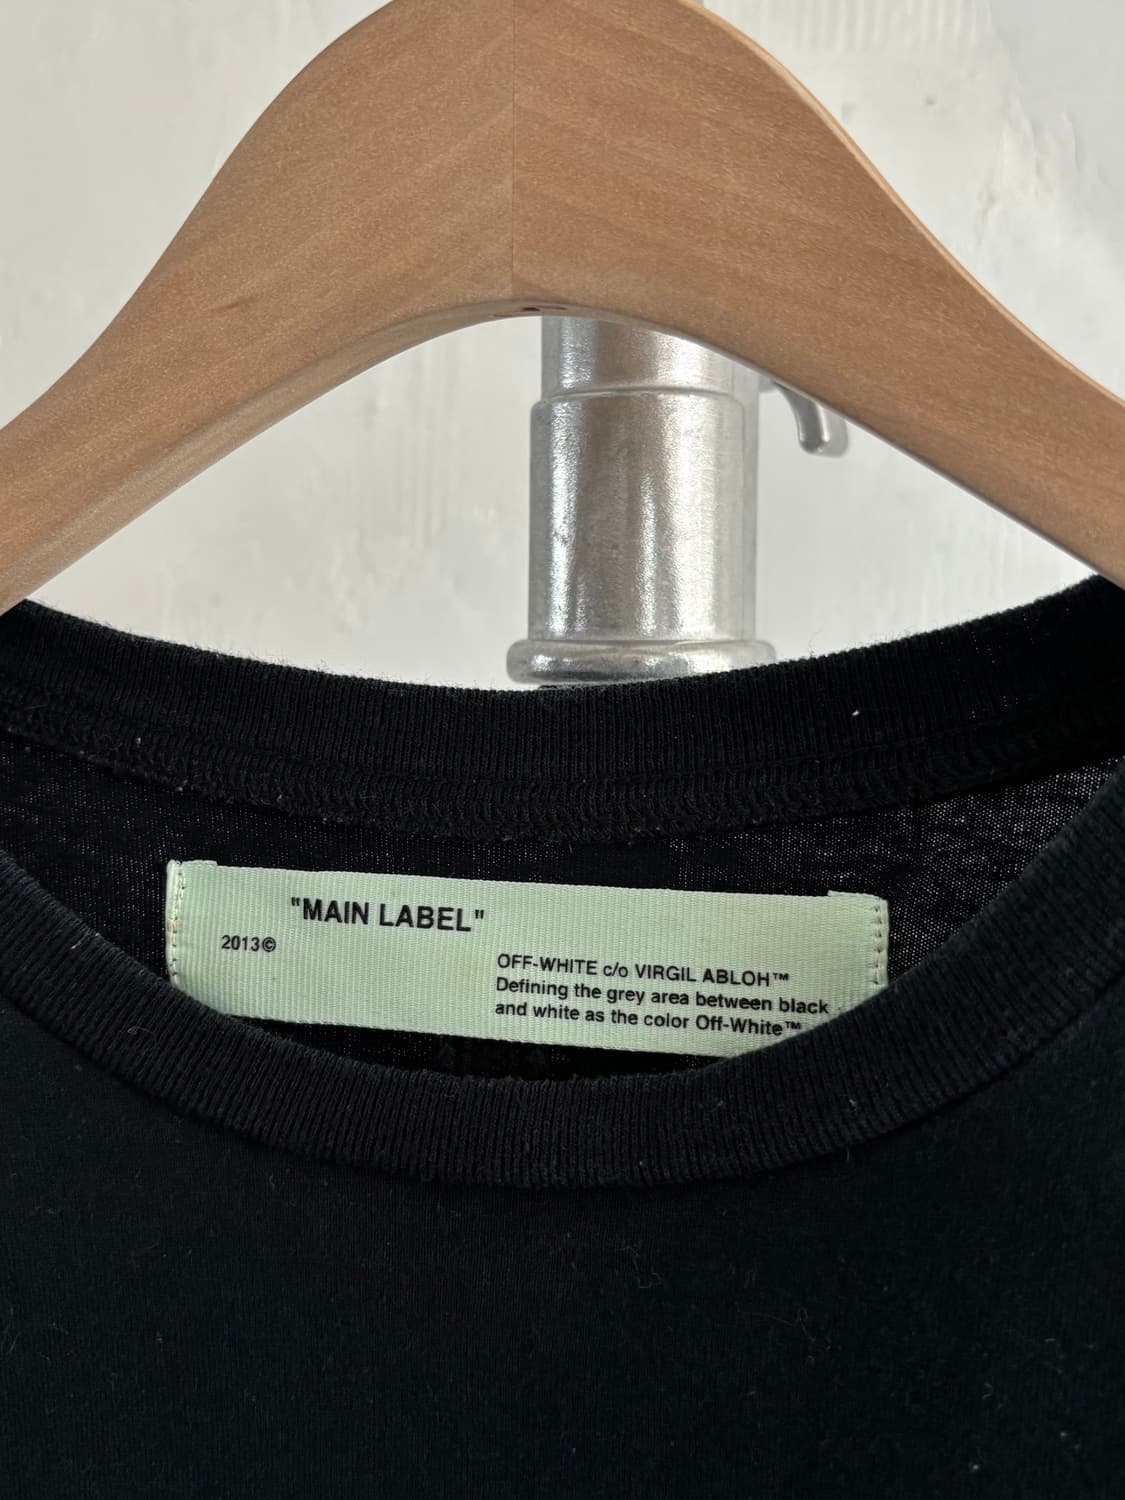 "MAIN LABEL"
2013©
OFF-WHITE c/o VIRGIL ABLOH™
Defining the grey area between black
and white as the color Off-White™